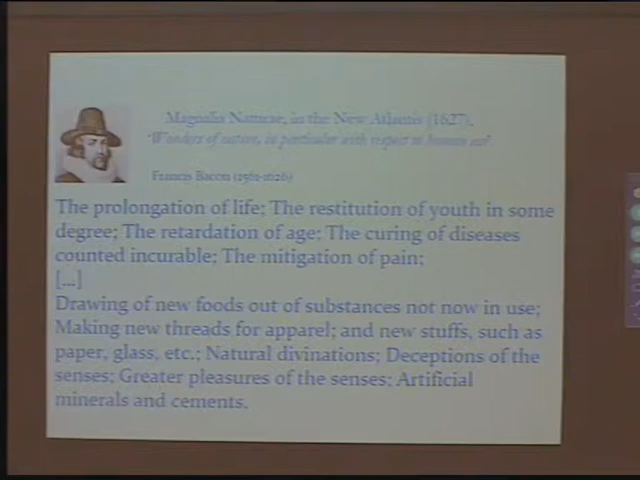 Magnalia Naturae, in the New Atlantis (1627).
'Wonders of nature, in particular with respect to human use'.
Francis Bacon (1561-1626)
The prolongation of life; The restitution of youth in some
degree; The retardation of age; The curing of diseases
counted incurable; The mitigation of pain;
[...]
Drawing of new foods out of substances not now in use;
Making new threads for apparel; and new stuffs, such as
paper, glass, etc.; Natural divinations; Deceptions of the
senses; Greater pleasures of the senses; Artificial
minerals and cements.